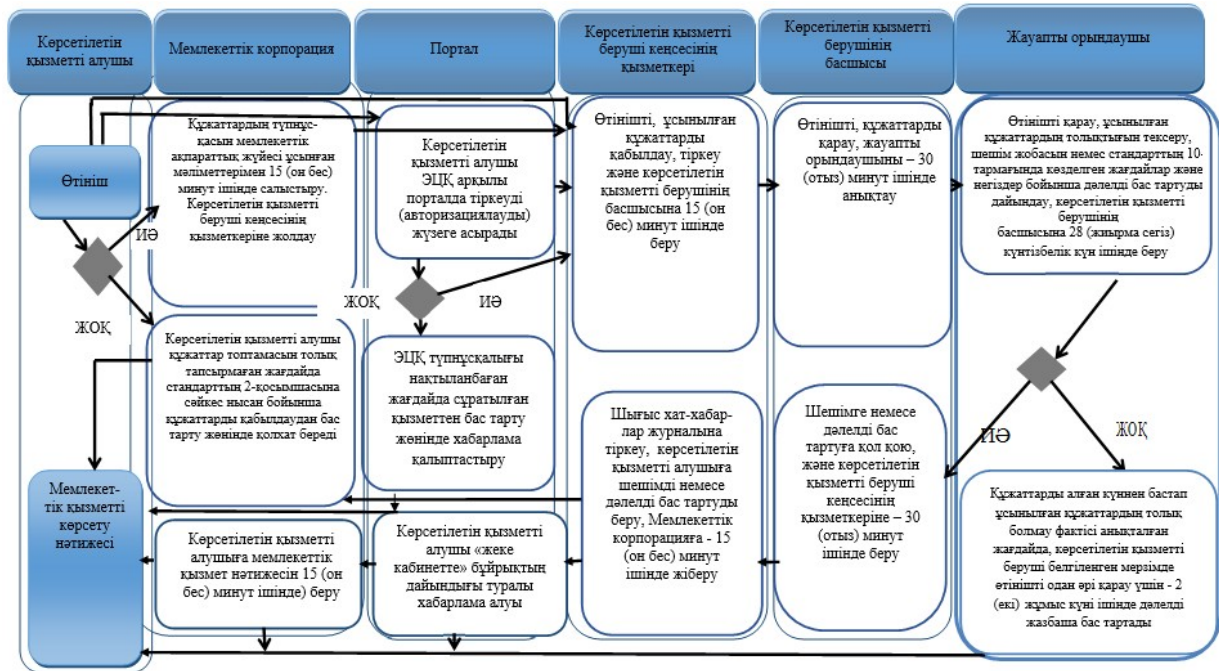 Көрсетілетін
қызметті алушы
Мемлекеттік корпорация
Портал
Көрсетілетін қызметті
беруші кеңсесінің
қызметкері
Көрсетілетін қызметті
берушінің
басшысы
Жауапты орындаушы
Өтініш
ИӘ
ЖОҚ
Құжаттардың түпнұс-
қасын мемлекеттік
ақпараттық жүйесі ұсынған
мәліметтерімен 15 (он бес)
минут ішінде салыстыру.
Көрсетілетін қызметті
беруші кеңсесінің
қызметкеріне жолдау
Көрсетілетін
қызметті алушы
ЭЦҚ арқылы
порталда тіркеуді
(авторизациялауды)
жүзеге асырады
ЖОҚ
ИӘ
Өтінішті, ұсынылған
құжаттарды
қабылдау, тіркеу
және көрсетілетін
қызметті берушінің
басшысына 15 (он
бес) минут ішінде
беру
Өтінішті, құжаттарды
қарау, жауапты
орындаушыны – 30
(отыз) минут ішінде
анықтау
Өтінішті қарау, ұсынылған
құжаттардың толықтығын тексеру,
шешім жобасын немес стандарттың 10-
тармағында көзделген жағдайлар және
негіздер бойынша дәлелді бас тартуды
дайындау, көрсетілетін қызметті
берушінің
басшысына 28 (жиырма сегіз)
күнтізбелік күн ішінде беру
Көрсетілетін қызметті алушы
құжаттар топтамасын толық
тапсырмаған жағдайда
стандарттың 2-қосымшасына
сәйкес нысан бойынша
құжаттарды қабылдаудан бас
тарту жөнінде қолхат береді
ЭЦҚ түпнұсқалығы
нақтыланбаған
жағдайда сұратылған
қызметтен бас тарту
жөнінде хабарлама
қалыптастыру
Шығыс хат-хабар-
лар журналына
тіркеу, көрсетілетін
қызметті алушыға
шешімді немесе
дәлелді бас тартуды
беру, Мемлекеттік
корпорацияға - 15
(он бес) минут
ішінде жіберу
Шешімге немесе
дәлелді бас
тартуға қол қою,
және көрсетілетін
қызметті беруші
кеңсесінің
қызметкеріне – 30
(отыз) минут
ішінде беру
ИӘ
ЖОҚ
Құжаттарды алған күннен бастап
ұсынылған құжаттардың толық
болмау фактісі анықталған
жағдайда, көрсетілетін қызметті
беруші белгіленген мерзімде
өтінішті одан әрі қарау үшін - 2
(екі) жұмыс күні ішінде дәлелді
жазбаша бас тартады
Мемлекет-
тік қызметті
көрсету
нәтижесі
Көрсетілетін қызметті
алушыға мемлекеттік
қызмет нәтижесін 15 (он
бес) минут ішінде) беру
Көрсетілетін қызметті
алушы «жеке
кабинетте» бұйрықтың
дайындығы туралы
хабарлама алуы